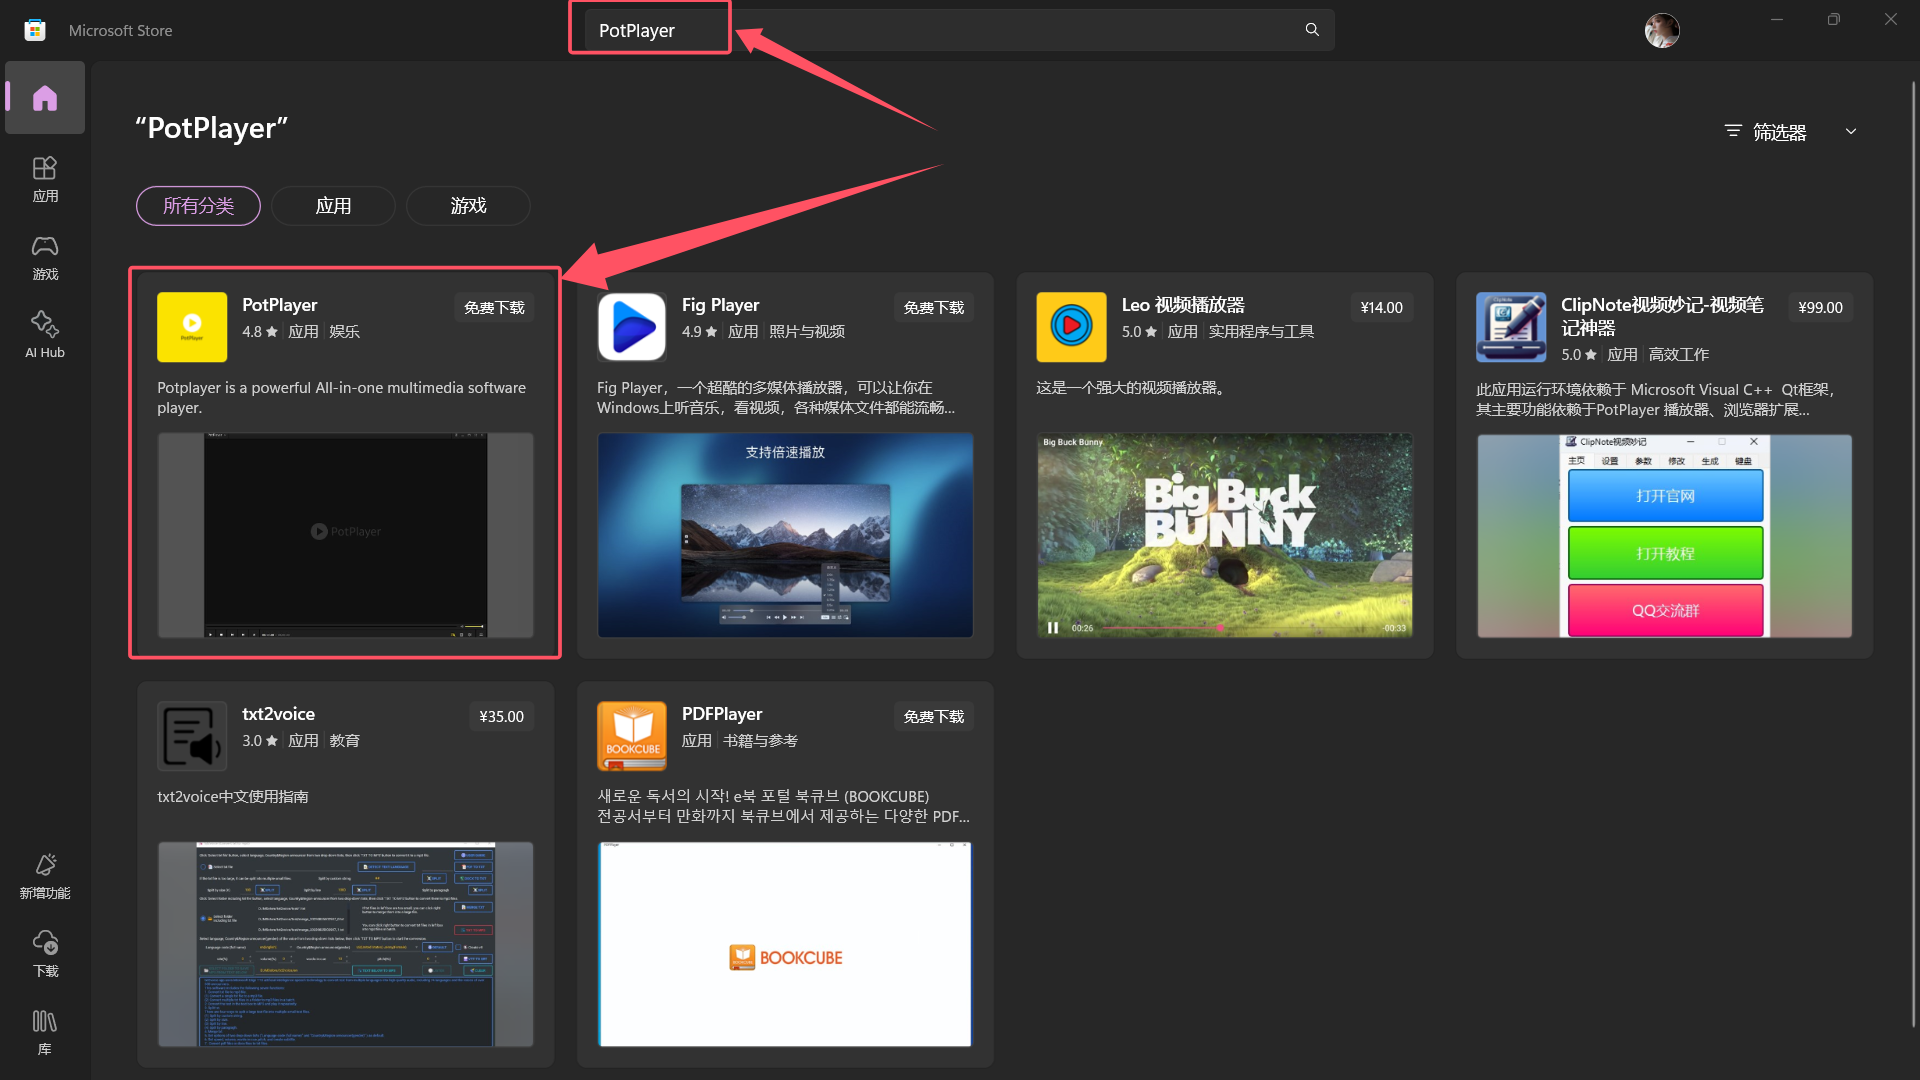 Microsoft Store
PotPlayer
“PotPlayer”
筛选器
所有分类
应用
游戏
应用
游戏
AI Hub
新增功能
下载
库
PotPlayer
免费下载
4.8 ★ 应用 娱乐
Potplayer is a powerful All-in-one multimedia software
player.
PotPlayer
Fig Player
免费下载
4.9 ★ 应用 照片与视频
Fig Player，一个超酷的多媒体播放器，可以让你在
Windows上听音乐，看视频，各种媒体文件都能流畅...
支持倍速播放
Leo 视频播放器
¥14.00
5.0 ★ 应用 实用程序与工具
这是一个强大的视频播放器。
Big Buck Bunny
Big Buck
BUNNY
00:26
-00:33
ClipNote视频妙记-视频笔
记神器
¥99.00
5.0 ★ 应用 高效工作
此应用运行环境依赖于 Microsoft Visual C++ Qt框架，
其主要功能依赖于PotPlayer 播放器、浏览器扩展...
ClipNote视频妙记
主页 设置 参数 修改 生成 键盘
打开官网
打开教程
QQ交流群
txt2voice
¥35.00
3.0 ★ 应用 教育
txt2voice中文使用指南
PDFPlayer
免费下载
应用 书籍与参考
BOOKCUBE
새로운 독서의 시작! e북 포털 북큐브 (BOOKCUBE)
전공서부터 만화까지 북큐브에서 제공하는 다양한 PDF...
PDFPlayer
BOOKCUBE